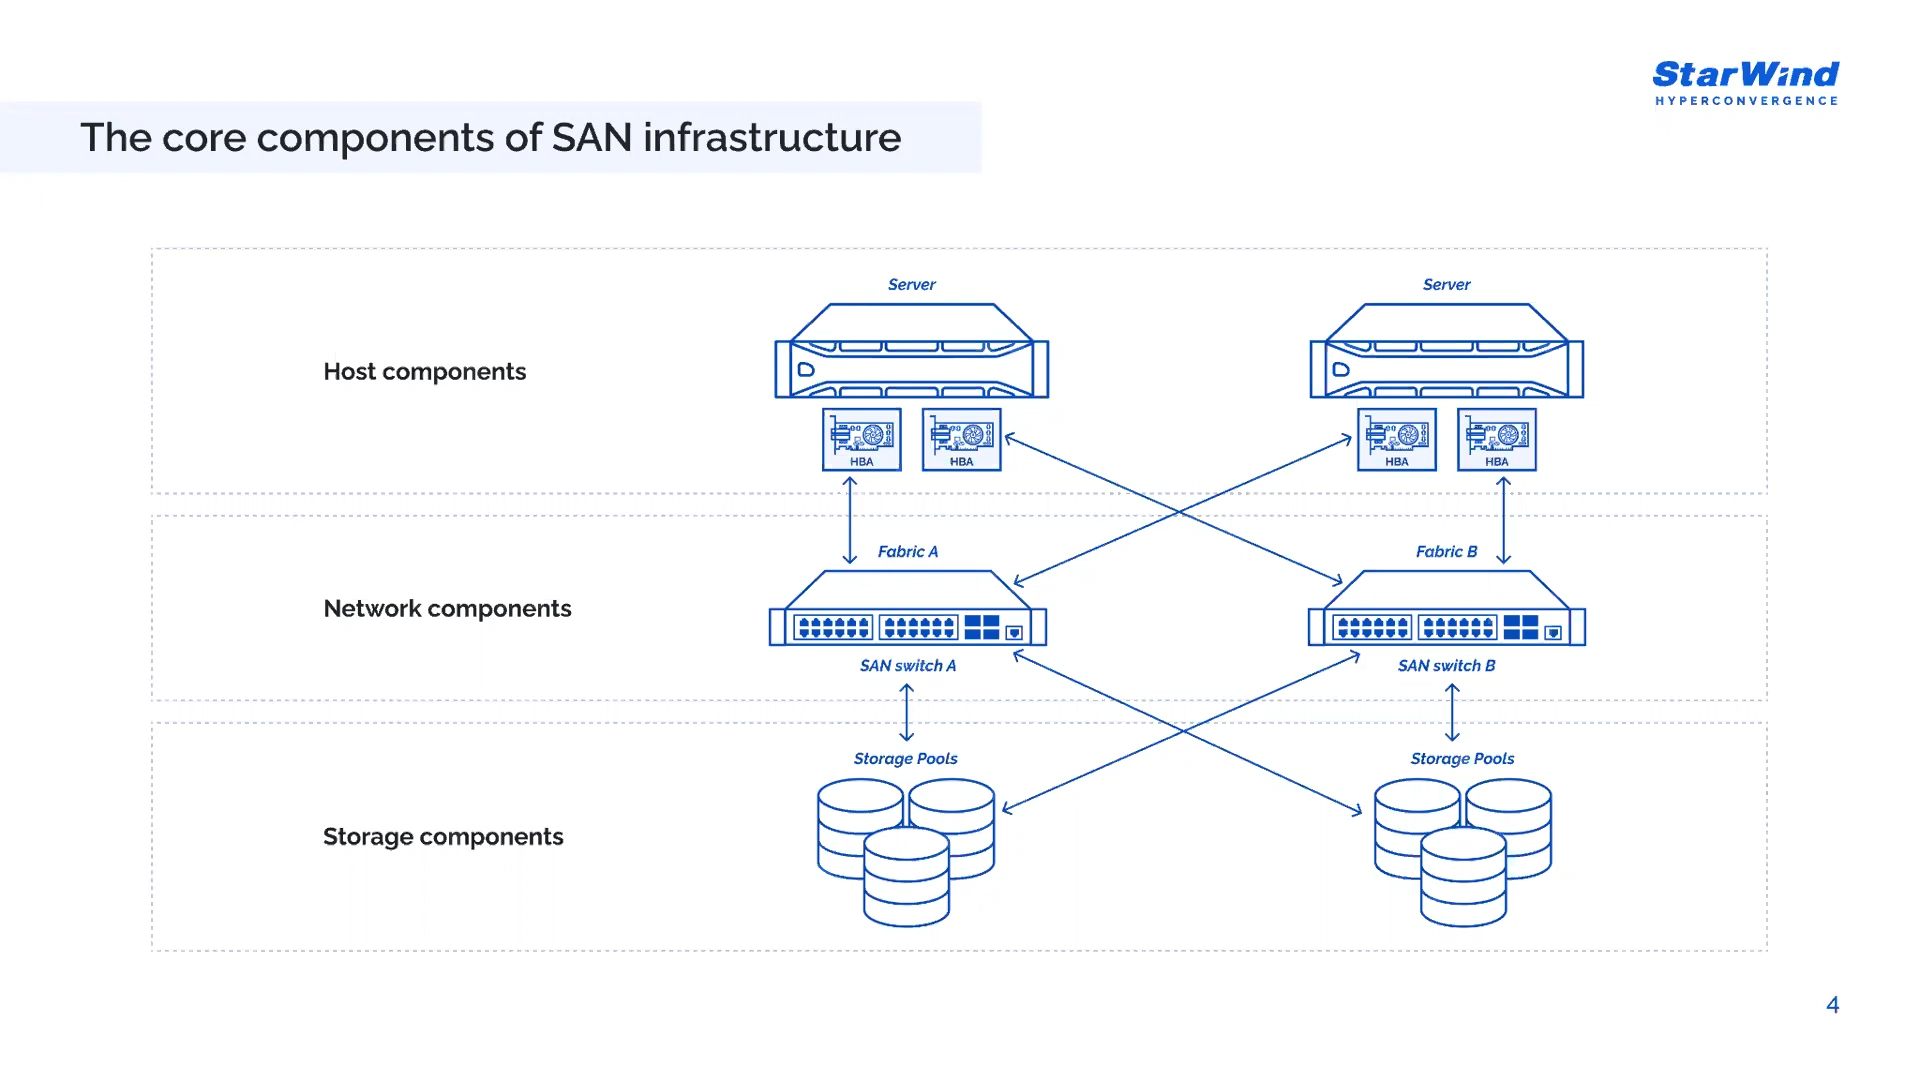 StarWind
HYPERCONVERGENCE
The core components of SAN infrastructure
Server
Server
Host components
HBA
HBA
HBA
HBA
Fabric A
Fabric B
Network components
SAN switch A
SAN switch B
Storage Pools
Storage Pools
Storage components
4